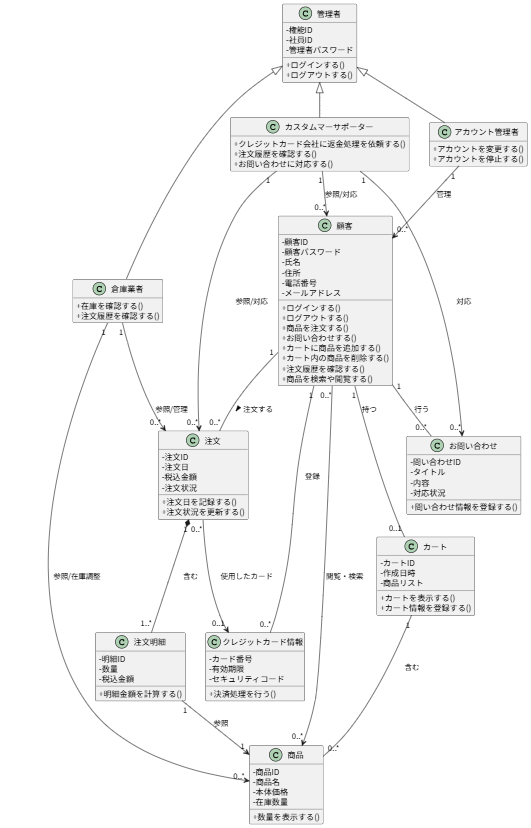 C 管理者
-権能ID
-社員ID
-管理者パスワード
+ログインする()
+ログアウトする()
C カスタムマーサポーター
+クレジットカード会社に返金処理を依頼する()
+注文履歴を確認する()
+お問い合わせに対応する()
C アカウント管理者
+アカウントを変更する()
+アカウントを停止する()
1
1
1
1
参照/対応
管理
0..*
0..*
C 顧客
-顧客ID
-顧客パスワード
-氏名
-住所
-電話番号
-メールアドレス
+ログインする()
+ログアウトする()
+商品を注文する()
+お問い合わせする()
+カートに商品を追加する()
+カート内の商品を削除する()
+注文履歴を確認する()
+商品を検索や閲覧する()
C 倉庫業者
+在庫を確認する()
+注文履歴を確認する()
参照/対応
対応
1
1
1
1
0..*
1
1
参照/管理
注文する
持つ
行う
0..*
0..*
0..*
0..*
0..*
C 注文
-注文ID
-注文日
-税込金額
-注文状況
+注文日を記録する()
+注文状況を更新する()
C お問い合わせ
-問い合わせID
-タイトル
-内容
-対応状況
+問い合わせ情報を登録する()
登録
1
0..*
0..1
C カート
-カートID
-作成日時
-商品リスト
+カートを表示する()
+カート情報を登録する()
参照/在庫調整
含む
使用したカード
閲覧・検索
1..*
0..1
0..*
1
C 注文明細
-明細ID
-数量
-税込金額
+明細金額を計算する()
C クレジットカード情報
-カード番号
-有効期限
-セキュリティコード
+決済処理を行う()
含む
1
参照
1
0..*
0..*
0..*
C 商品
-商品ID
-商品名
-本体価格
-在庫数量
+数量を表示する()